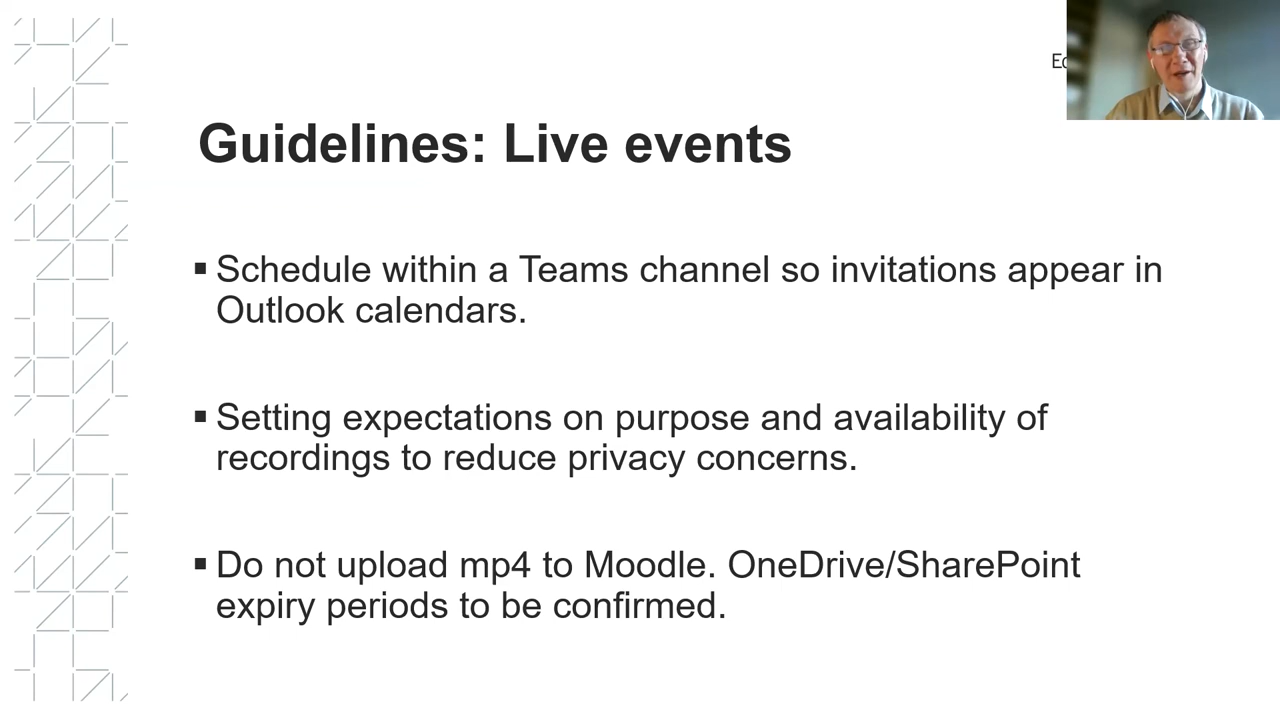 Guidelines: Live events
▪ Schedule within a Teams channel so invitations appear in
Outlook calendars.
▪ Setting expectations on purpose and availability of
recordings to reduce privacy concerns.
▪ Do not upload mp4 to Moodle. OneDrive/SharePoint
expiry periods to be confirmed.